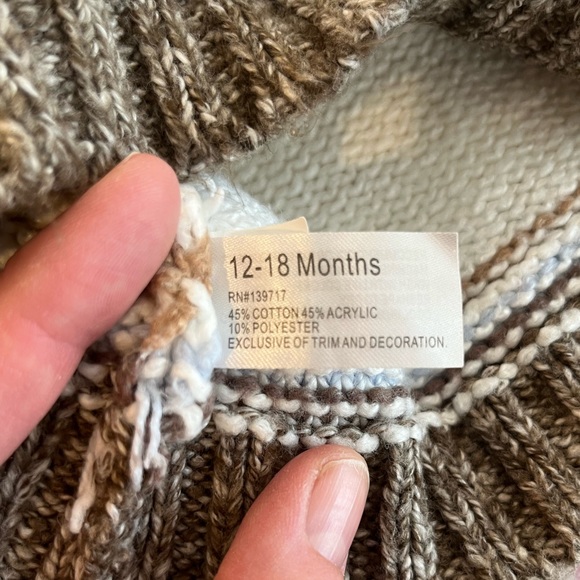 12-18 Months
RN#139717
45% COTTON 45% ACRYLIC
10% POLYESTER
EXCLUSIVE OF TRIM AND DECORATION